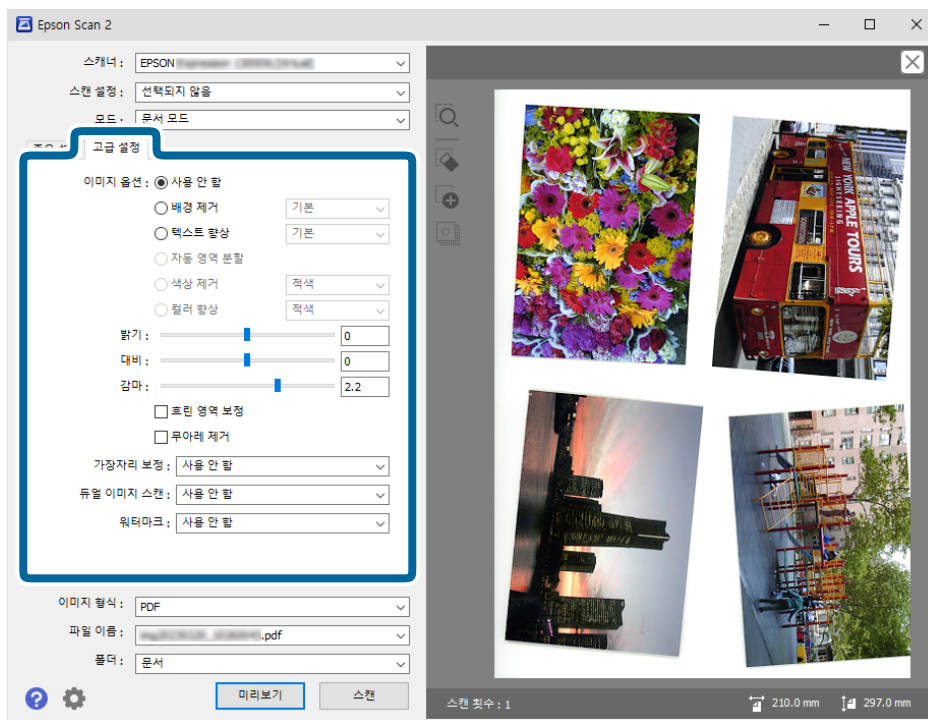 Epson Scan 2
스캐너 : EPSON
스캔 설정 : 선택되지 않음
모드 : 문서 모드
고급 설정
이미지 옵션 : 사용 안 함
배경 제거 기본
텍스트 향상 기본
자동 영역 분할
색상 제거 적색
컬러 향상 적색
밝기 : 0
대비 : 0
감마 : 2.2
흐린 영역 보정
무아레 제거
가장자리 보정 : 사용 안 함
듀얼 이미지 스캔 : 사용 안 함
워터마크 : 사용 안 함
이미지 형식 : PDF
파일 이름 : .pdf
폴더 : 문서
미리보기 스캔
NEW YORK APPLE TOURS
SIGHTSEEING
스캔 횟수 : 1 210.0 mm 297.0 mm